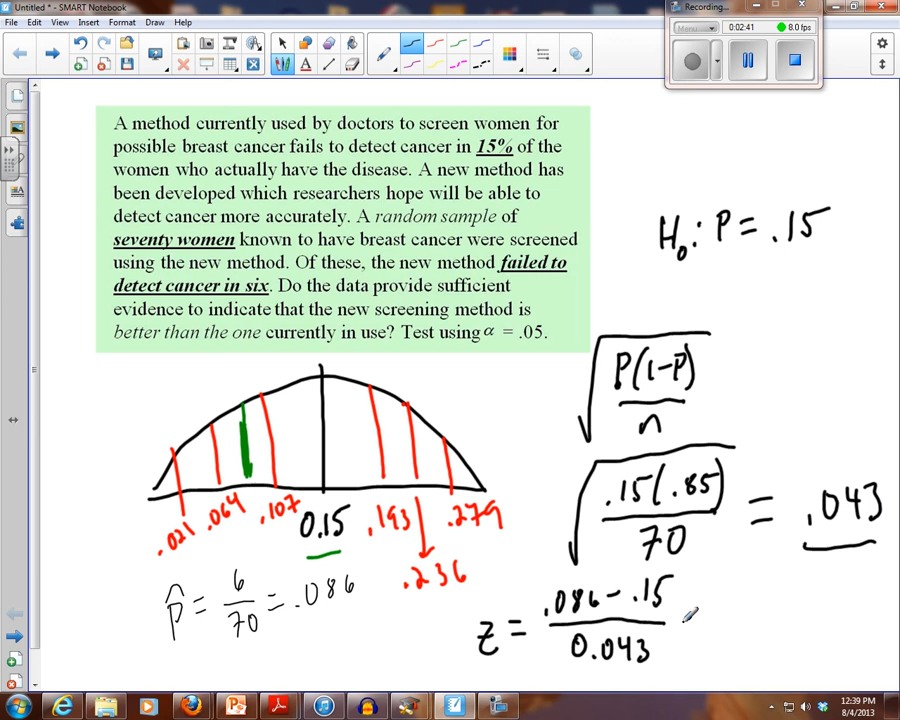 Untitled * - SMART Notebook
File Edit View Insert Format Tools Draw Window Help
Recording...
Menu
00:02:41
8.0 fps
A method currently used by doctors to screen women for
possible breast cancer fails to detect cancer in 15% of the
women who actually have the disease. A new method has
been developed which researchers hope will be able to
detect cancer more accurately. A random sample of
seventy women known to have breast cancer were screened
using the new method. Of these, the new method failed to
detect cancer in six. Do the data provide sufficient
evidence to indicate that the new screening method is
better than the one currently in use? Test using α = .05.
H₀: P = .15
√P(1-P)
n
√.15(.85)
70
= .043
.021 .064 .107 0.15 .193 .279
.236
p̂ = 6/70 = .086
z = .086 - .15
0.043
12:39 PM
8/4/2013